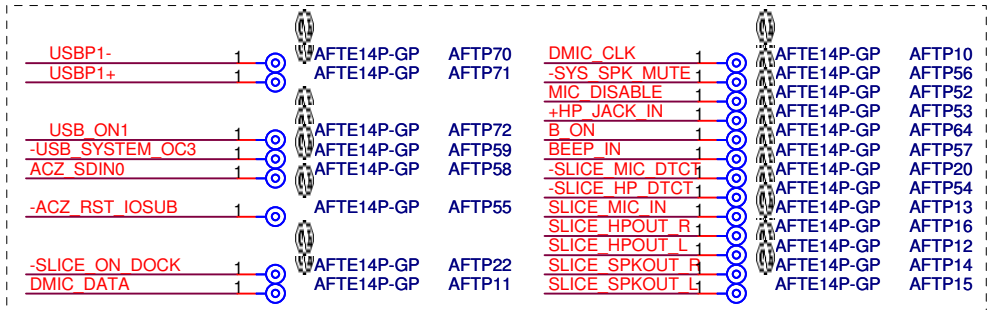 USBP1- 1 AFTE14P-GP AFTP70
USBP1+ 1 AFTE14P-GP AFTP71
USB_ON1 1 AFTE14P-GP AFTP72
-USB_SYSTEM_OC3 1 AFTE14P-GP AFTP59
ACZ_SDIN0 1 AFTE14P-GP AFTP58
-ACZ_RST_IOSUB 1 AFTE14P-GP AFTP55
-SLICE_ON_DOCK 1 AFTE14P-GP AFTP22
DMIC_DATA 1 AFTE14P-GP AFTP11
DMIC_CLK 1 AFTE14P-GP AFTP10
-SYS_SPK_MUTE 1 AFTE14P-GP AFTP56
MIC_DISABLE 1 AFTE14P-GP AFTP52
+HP_JACK_IN 1 AFTE14P-GP AFTP53
B_ON 1 AFTE14P-GP AFTP64
BEEP_IN 1 AFTE14P-GP AFTP57
-SLICE_MIC_DTCT 1 AFTE14P-GP AFTP20
-SLICE_HP_DTCT 1 AFTE14P-GP AFTP54
SLICE_MIC_IN 1 AFTE14P-GP AFTP13
SLICE_HPOUT_R 1 AFTE14P-GP AFTP16
SLICE_HPOUT_L 1 AFTE14P-GP AFTP12
SLICE_SPKOUT_R 1 AFTE14P-GP AFTP14
SLICE_SPKOUT_L 1 AFTE14P-GP AFTP15